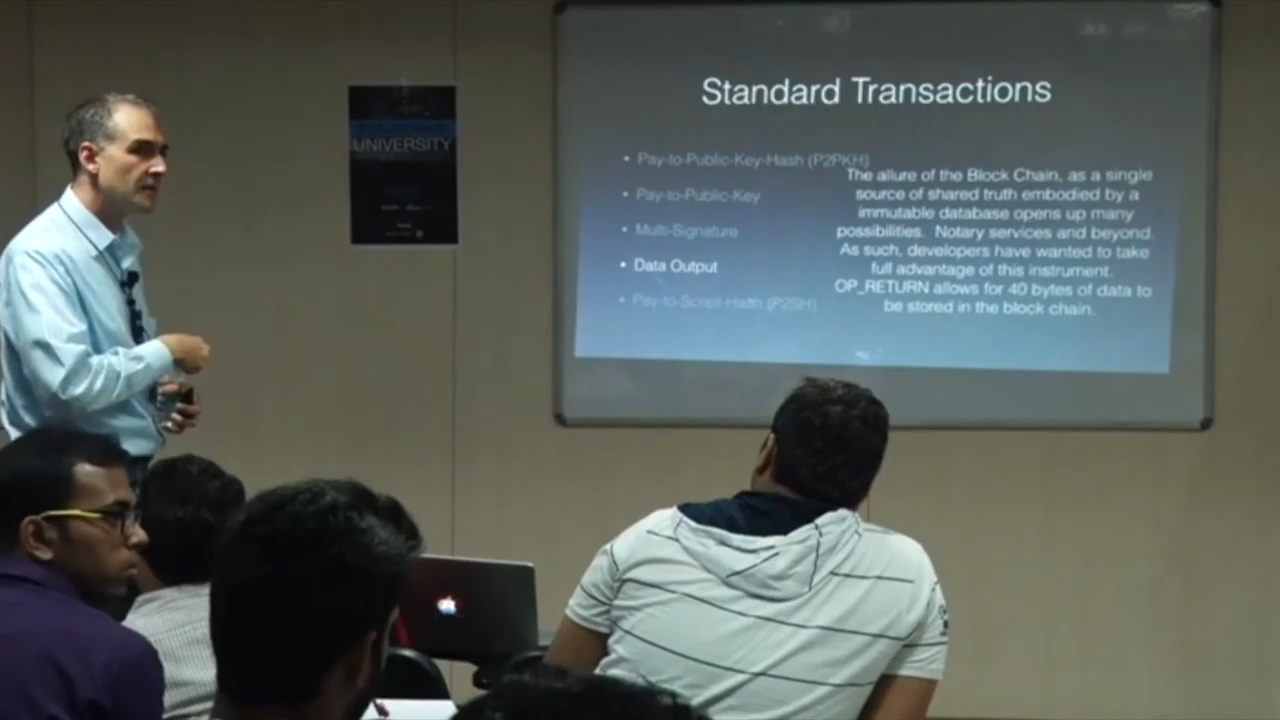 UNIVERSITY
Standard Transactions
• Pay-to-Public-Key-Hash (P2PKH)
• Pay-to-Public-Key
• Multi-Signature
• Data Output
• Pay-to-Script-Hash (P2SH)
The allure of the Block Chain, as a single
source of shared truth embodied by a
immutable database opens up many
possibilities. Notary services and beyond.
As such, developers have wanted to take
full advantage of this instrument.
OP_RETURN allows for 40 bytes of data to
be stored in the block chain.